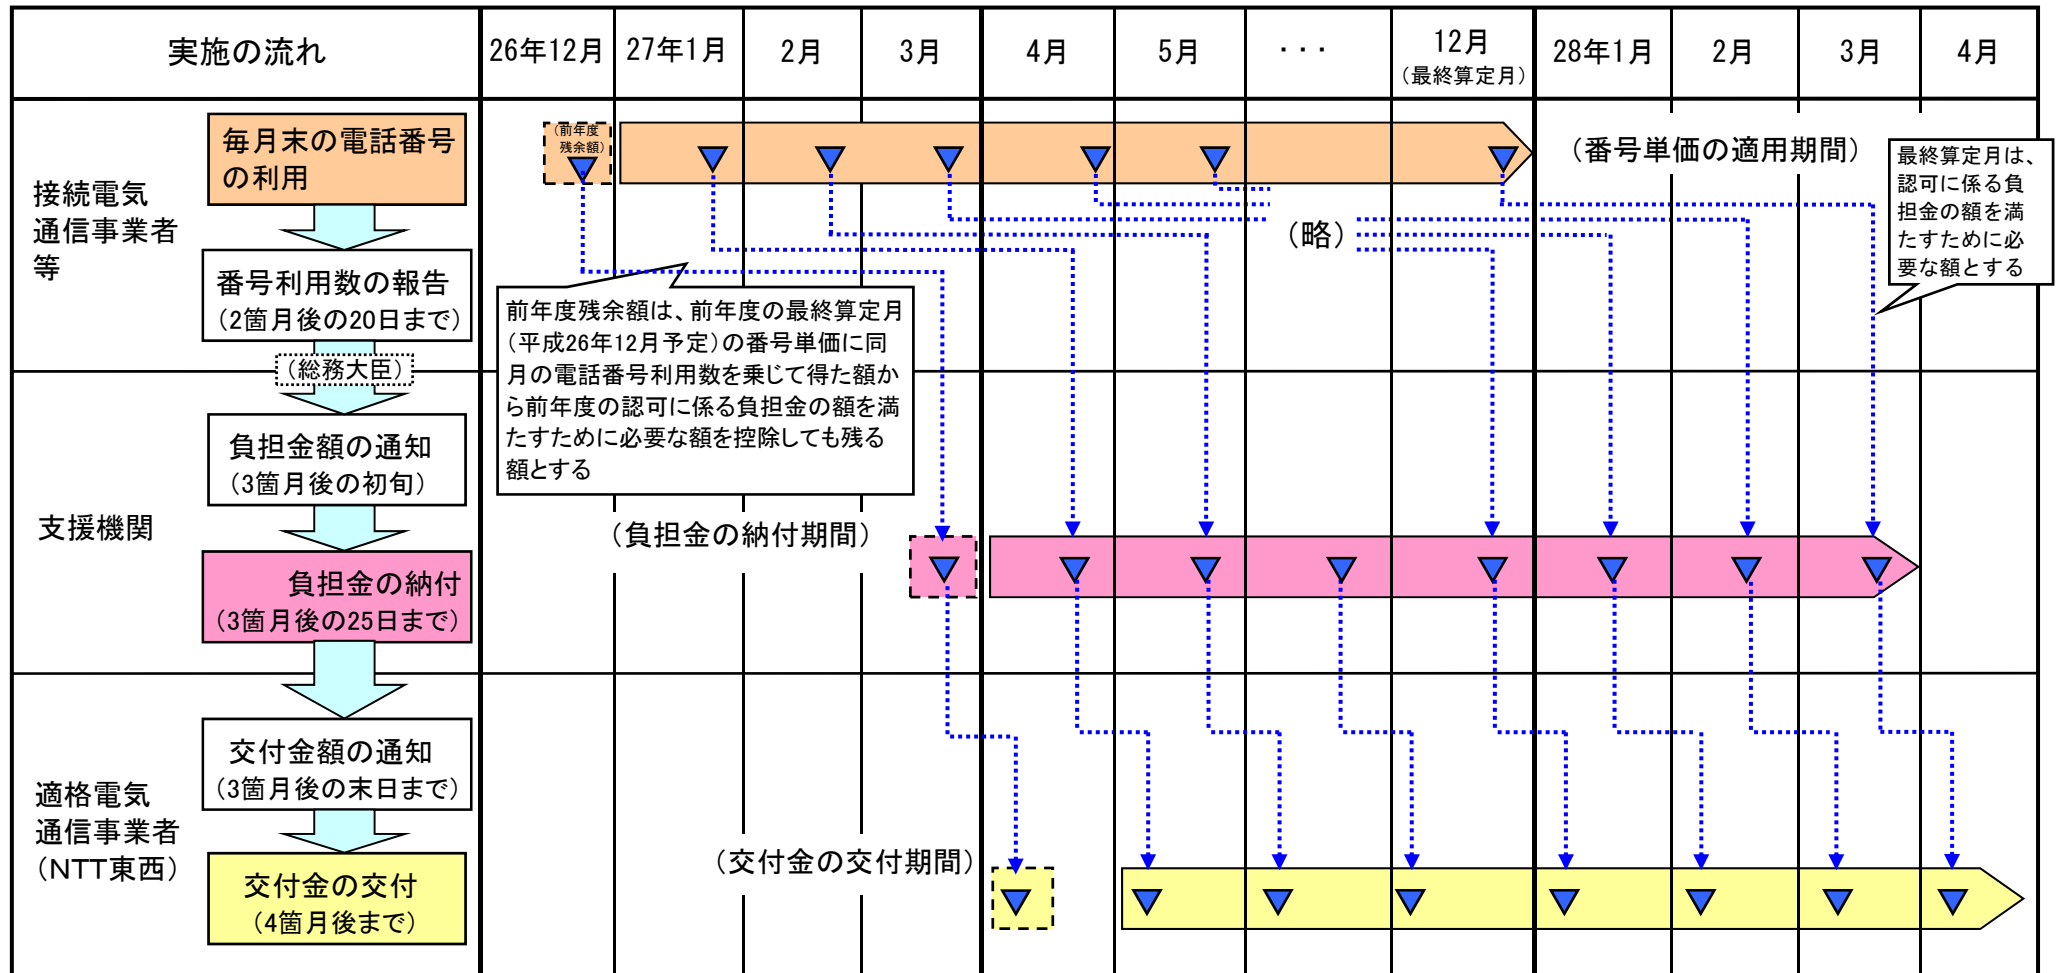 実施の流れ
26年12月
27年1月
2月
3月
4月
5月
・・・
12月
（最終算定月）
28年1月
2月
3月
4月
接続電気
通信事業者
等
毎月末の電話番号
の利用
番号利用数の報告
（2箇月後の20日まで）
（総務大臣）
（前年度
残余額）
（番号単価の適用期間）
最終算定月は、
認可に係る負
担金の額を満
たすために必
要な額とする
（略）
前年度残余額は、前年度の最終算定月
（平成26年12月予定）の番号単価に同
月の電話番号利用数を乗じて得た額か
ら前年度の認可に係る負担金の額を満
たすために必要な額を控除しても残る
額とする
支援機関
負担金額の通知
（3箇月後の初旬）
負担金の納付
（3箇月後の25日まで）
（負担金の納付期間）
適格電気
通信事業者
（NTT東西）
交付金額の通知
（3箇月後の末日まで）
交付金の交付
（4箇月後まで）
（交付金の交付期間）